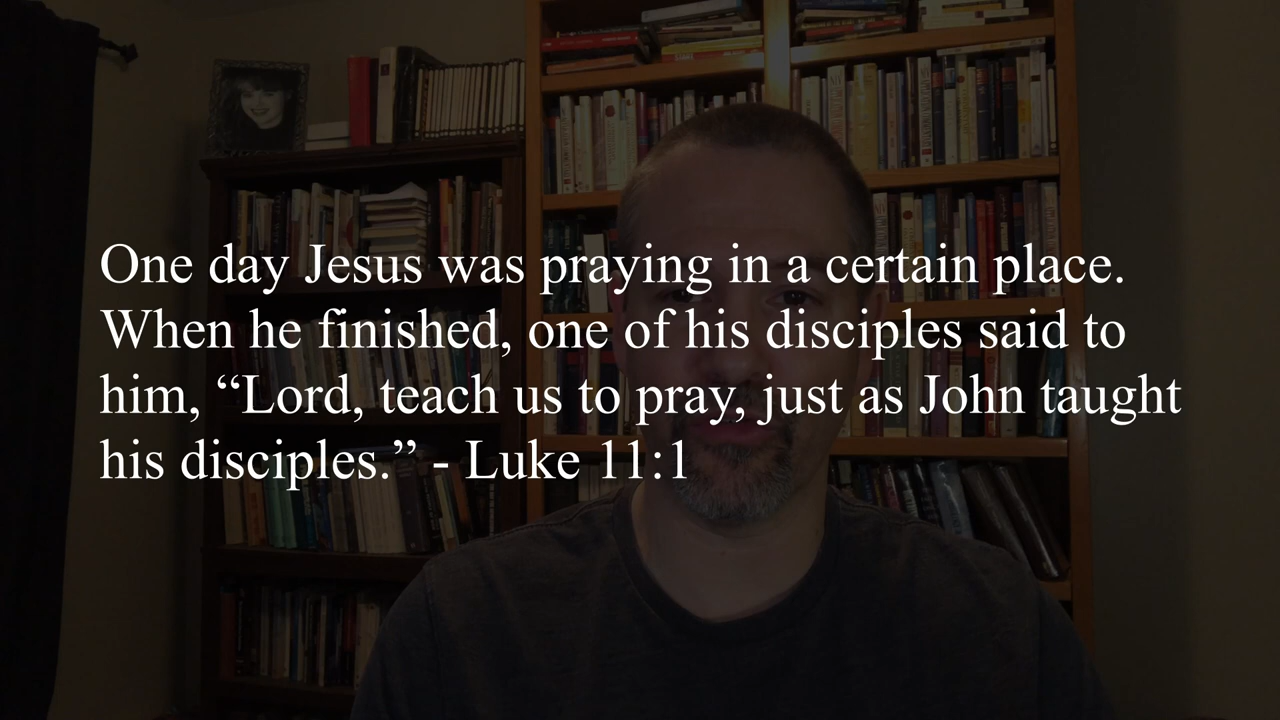 One day Jesus was praying in a certain place.
When he finished, one of his disciples said to
him, “Lord, teach us to pray, just as John taught
his disciples.” - Luke 11:1